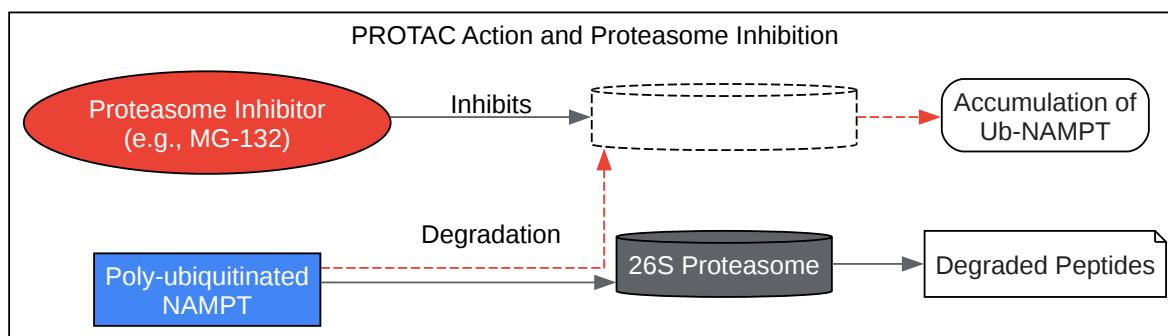 PROTAC Action and Proteasome Inhibition
Proteasome Inhibitor
(e.g., MG-132)
Inhibits
Accumulation of
Ub-NAMPT
Degradation
Poly-ubiquitinated
NAMPT
26S Proteasome
Degraded Peptides